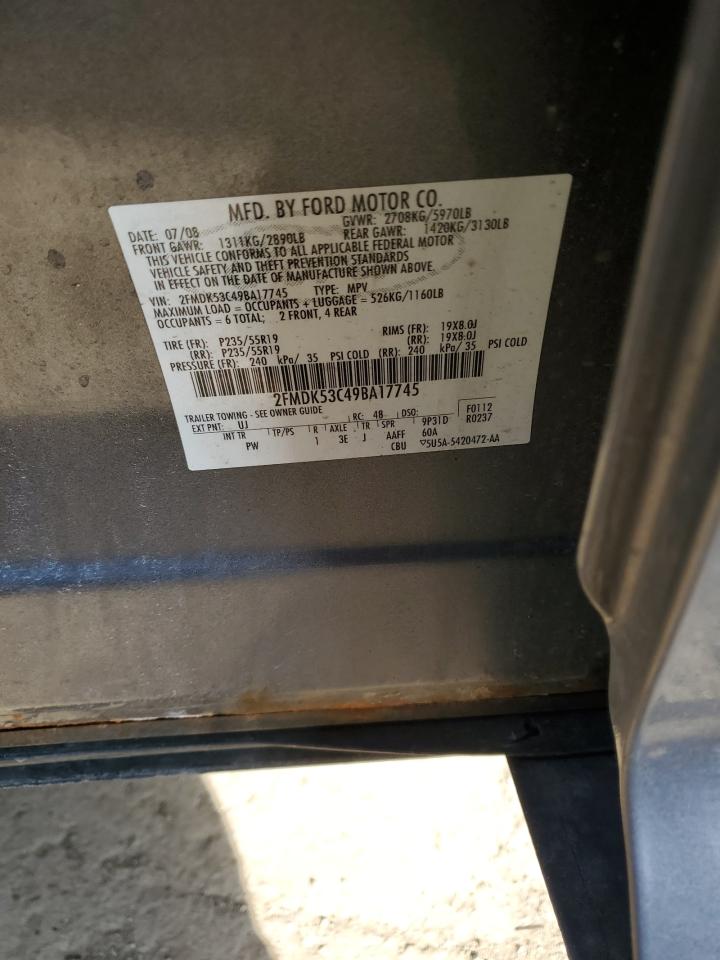 MFD. BY FORD MOTOR CO.
DATE: 07/08 GVWR: 2708KG/5970LB
FRONT GAWR: 1311KG/2890LB REAR GAWR: 1420KG/3130LB
THIS VEHICLE CONFORMS TO ALL APPLICABLE FEDERAL MOTOR
VEHICLE SAFETY AND THEFT PREVENTION STANDARDS
IN EFFECT ON THE DATE OF MANUFACTURE SHOWN ABOVE.
VIN: 2FMDK53C49BA17745 TYPE: MPV
MAXIMUM LOAD = OCCUPANTS + LUGGAGE = 526KG/1160LB
OCCUPANTS = 6 TOTAL; 2 FRONT, 4 REAR
TIRE (FR): P235/55R19 RIMS (FR): 19X8.0J
(RR): P235/55R19 (RR): 19X8.0J
PRESSURE (FR): 240 kPa/ 35 PSI COLD (RR): 240 kPa/ 35 PSI COLD
2FMDK53C49BA17745
TRAILER TOWING - SEE OWNER GUIDE
EXT PNT: UJ RC: 48 DSO: F0112
INT TR TP/PS R AXLE TR SPR 9P31D R0237
PW 1 3E J AAFF 60A
CBU ▽5U5A-5420472-AA